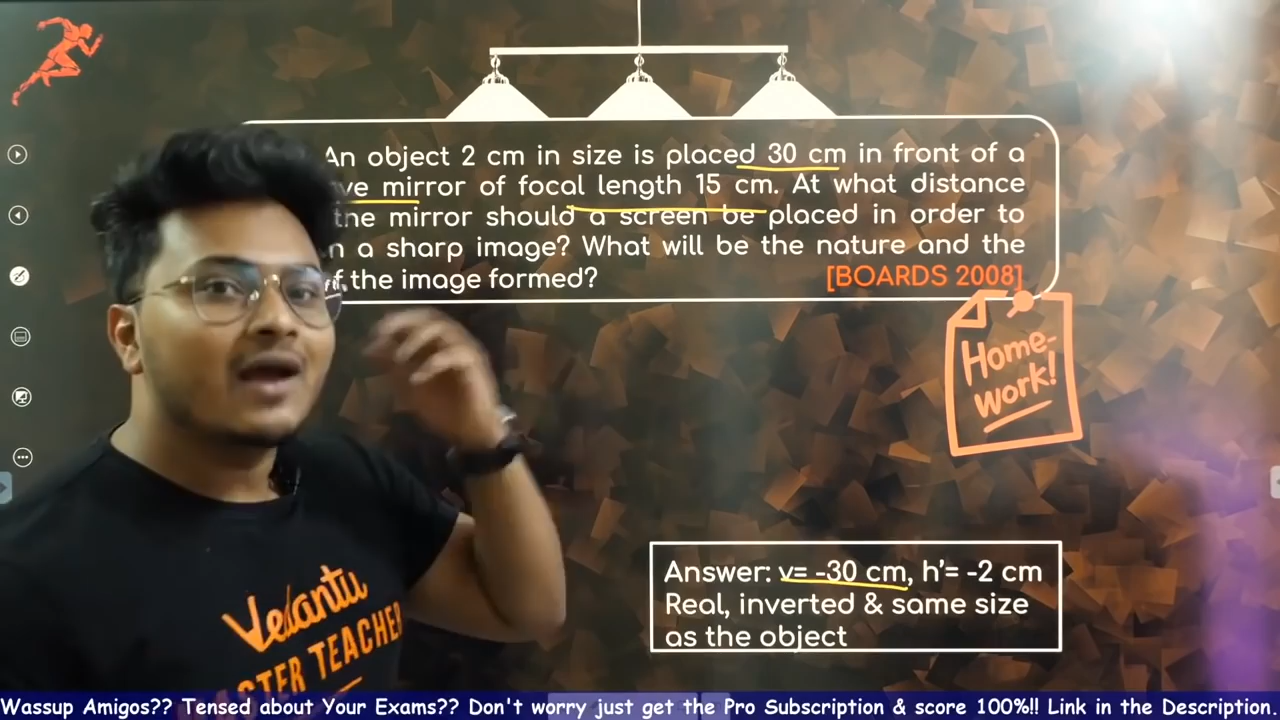 An object 2 cm in size is placed 30 cm in front of a
mirror of focal length 15 cm. At what distance
the mirror should a screen be placed in order to
a sharp image? What will be the nature and the
the image formed?
[BOARDS 2008]
Home-
work!
Answer: v= -30 cm, h’= -2 cm
Real, inverted & same size
as the object
Vedantu
TEACHER
Wassup Amigos?? Tensed about Your Exams?? Don't worry just get the Pro Subscription & score 100%!! Link in the Description.